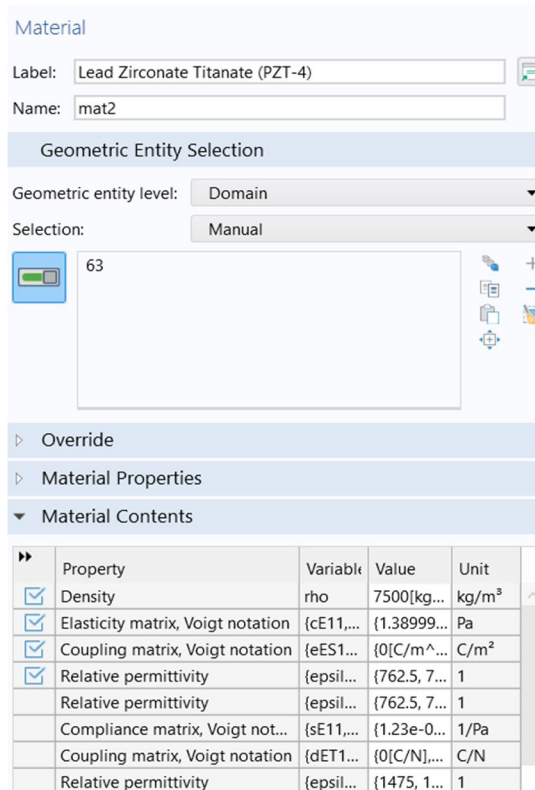 Material
Label: Lead Zirconate Titanate (PZT-4)
Name: mat2
Geometric Entity Selection
Geometric entity level: Domain
Selection: Manual
63
Override
Material Properties
Material Contents
Property Variable Value Unit
Density rho 7500[kg... kg/m³
Elasticity matrix, Voigt notation {cE11,... {1.38999... Pa
Coupling matrix, Voigt notation {eES1... {0[C/m^... C/m²
Relative permittivity {epsil... {762.5, 7... 1
Relative permittivity {epsil... {762.5, 7... 1
Compliance matrix, Voigt not... {sE11,... {1.23e-0... 1/Pa
Coupling matrix, Voigt notation {dET1... {0[C/N],... C/N
Relative permittivity {epsil... {1475, 1... 1